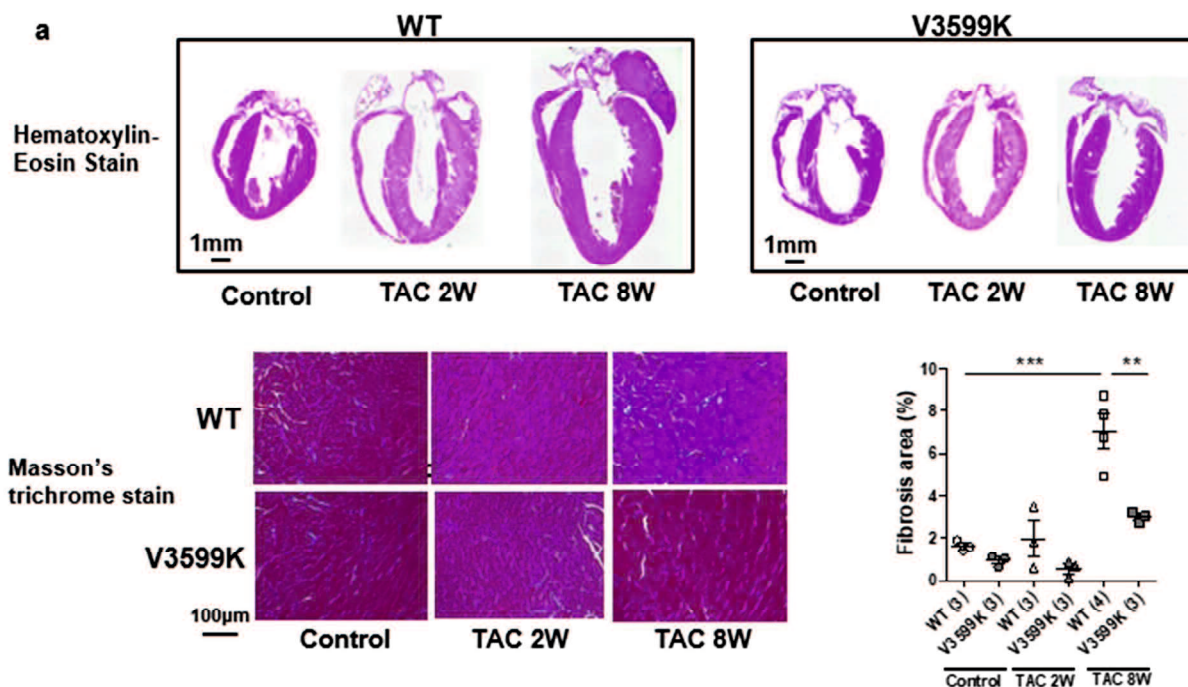 a
WT
V3599K
Hematoxylin-
Eosin Stain
1mm
1mm
Control
TAC 2W
TAC 8W
Control
TAC 2W
TAC 8W
WT
V3599K
Masson's
trichrome stain
100µm
Control
TAC 2W
TAC 8W
Fibrosis area (%)
10
8
6
4
2
0
***
**
WT (3)
V3599K (3)
WT (3)
V3599K (3)
WT (4)
V3599K (3)
Control
TAC 2W
TAC 8W